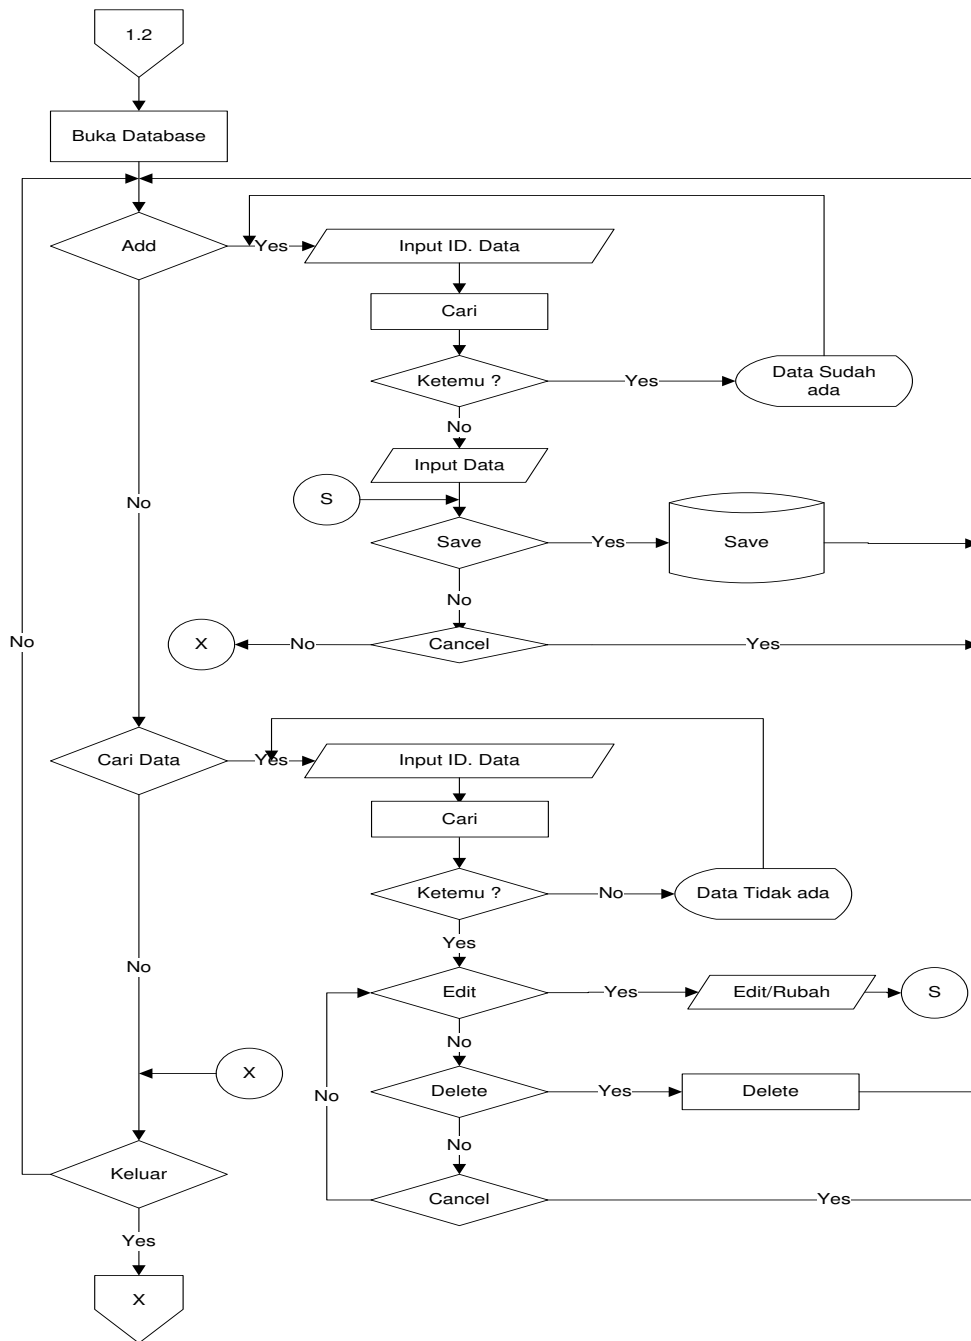 1.2
Buka Database
Add
Yes
Input ID. Data
Cari
Ketemu ?
Yes
Data Sudah
ada
No
Input Data
S
No
Save
Yes
Save
No
No
X
No
Cancel
Yes
Cari Data
Yes
Input ID. Data
Cari
Ketemu ?
No
Data Tidak ada
Yes
No
Edit
Yes
Edit/Rubah
S
No
X
No
Delete
Yes
Delete
No
Keluar
Cancel
Yes
Yes
X